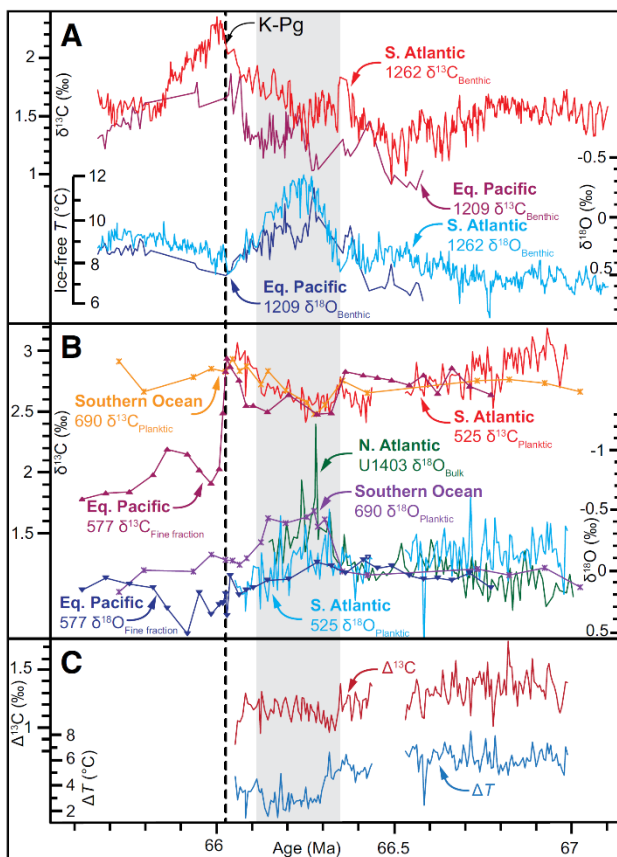 A
K-Pg
S. Atlantic
1262 δ13CBenthic
2
1.5
1
δ13C (‰)
12
10
8
6
Ice-free T (°C)
Eq. Pacific
1209 δ13CBenthic
S. Atlantic
1262 δ18OBenthic
Eq. Pacific
1209 δ18OBenthic
-0.5
0
0.5
δ18O (‰)
B
3
2.5
2
1.5
δ13C (‰)
Southern Ocean
690 δ13CPlanktic
S. Atlantic
525 δ13CPlanktic
N. Atlantic
U1403 δ18OBulk
Southern Ocean
690 δ18OPlanktic
Eq. Pacific
577 δ13CFine fraction
Eq. Pacific
577 δ18OFine fraction
S. Atlantic
525 δ18OPlanktic
-1
-0.5
0
0.5
δ18O (‰)
C
1.5
1
Δ13C (‰)
Δ13C
8
6
4
2
ΔT (°C)
ΔT
66
Age (Ma)
66.5
67